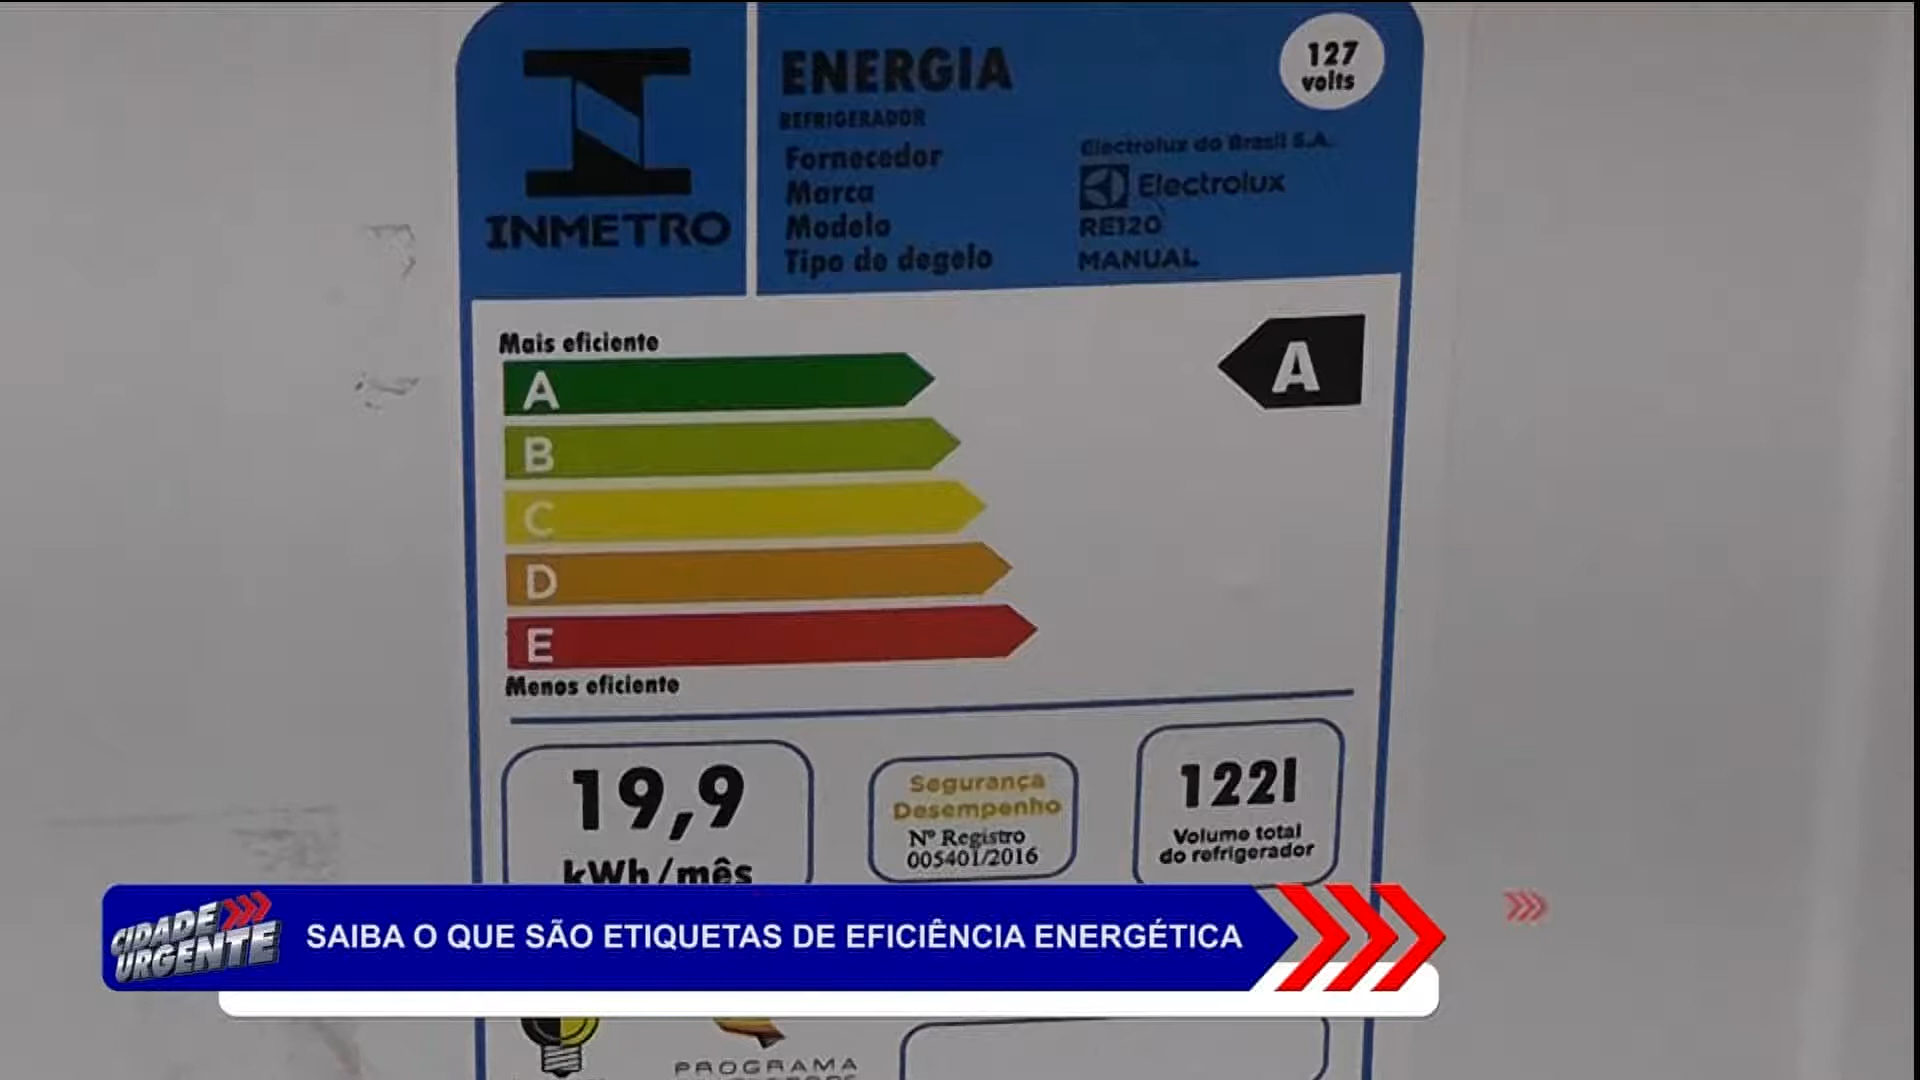 127
volts
ENERGIA
REFRIGERADOR
Fornecedor Electrolux do Brasil S.A.
Marca Electrolux
Modelo RE120
Tipo de degelo MANUAL
INMETRO
Mais eficiente
A
A
B
C
D
E
Menos eficiente
19,9
kWh/mês
Segurança
Desempenho
Nº Registro
005401/2016
122l
Volume total
do refrigerador
CIDADE
URGENTE
SAIBA O QUE SÃO ETIQUETAS DE EFICIÊNCIA ENERGÉTICA
PROGRAMA